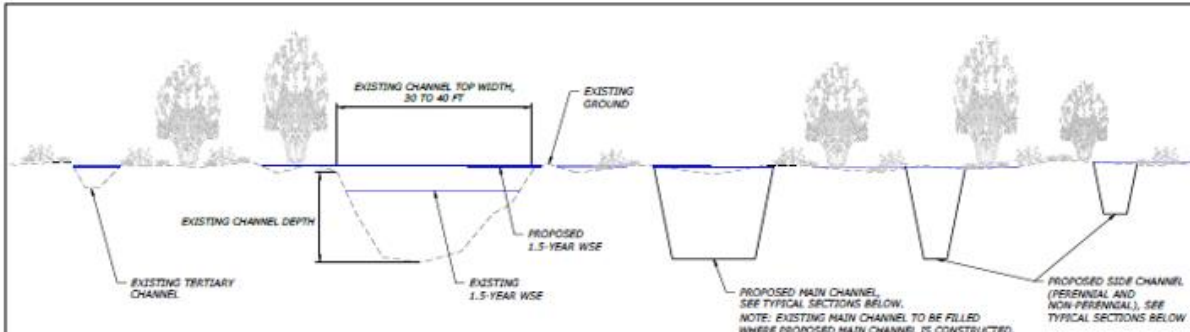 EXISTING CHANNEL TOP WIDTH,
30 TO 40 FT
EXISTING
GROUND
EXISTING CHANNEL DEPTH
PROPOSED
1.5-YEAR WSE
EXISTING TERTIARY
CHANNEL
EXISTING
1.5-YEAR WSE
PROPOSED MAIN CHANNEL,
SEE TYPICAL SECTIONS BELOW.
NOTE: EXISTING MAIN CHANNEL TO BE FILLED
WHERE PROPOSED MAIN CHANNEL IS CONSTRUCTED
PROPOSED SIDE CHANNEL
(PERENNIAL AND
NON-PERENNIAL), SEE
TYPICAL SECTIONS BELOW